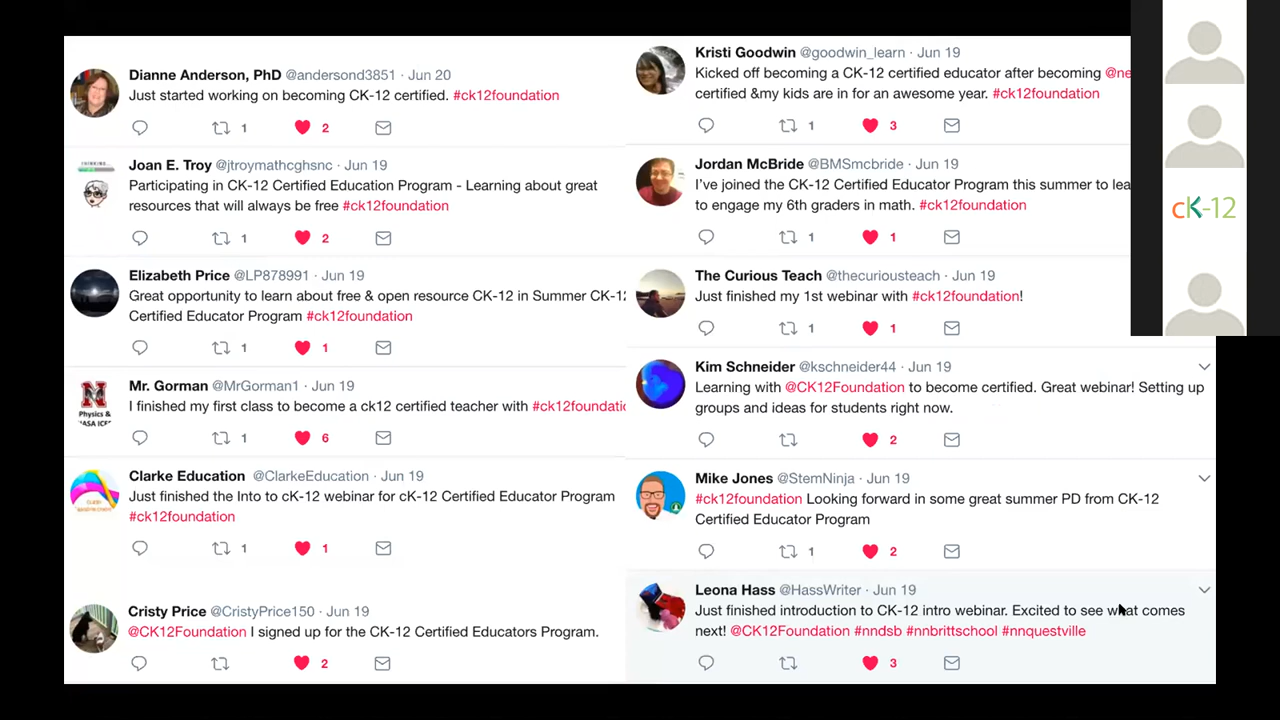 Dianne Anderson, PhD @andersond3851 · Jun 20
Just started working on becoming CK-12 certified. #ck12foundation
1 2
THINKING...
Joan E. Troy @jtroymathcghsnc · Jun 19
Participating in CK-12 Certified Education Program - Learning about great
resources that will always be free #ck12foundation
1 2
Elizabeth Price @LP878991 · Jun 19
Great opportunity to learn about free & open resource CK-12 in Summer CK-12
Certified Educator Program #ck12foundation
1 1
N
Physics &
Mr. Gorman @MrGorman1 · Jun 19
I finished my first class to become a ck12 certified teacher with #ck12foundatio
1 6
Clarke Education @ClarkeEducation · Jun 19
Just finished the Into to cK-12 webinar for cK-12 Certified Educator Program
#ck12foundation
1 1
Cristy Price @CristyPrice150 · Jun 19
@CK12Foundation I signed up for the CK-12 Certified Educators Program.
2
Kristi Goodwin @goodwin_learn · Jun 19
Kicked off becoming a CK-12 certified educator after becoming @ne
certified &my kids are in for an awesome year. #ck12foundation
1 3
Jordan McBride @BMSmcbride · Jun 19
I've joined the CK-12 Certified Educator Program this summer to lea
to engage my 6th graders in math. #ck12foundation
1 1
The Curious Teach @thecuriousteach · Jun 19
Just finished my 1st webinar with #ck12foundation!
1 1
Kim Schneider @kschneider44 · Jun 19
Learning with @CK12Foundation to become certified. Great webinar! Setting up
groups and ideas for students right now.
2
Mike Jones @StemNinja · Jun 19
#ck12foundation Looking forward in some great summer PD from CK-12
Certified Educator Program
1 2
Leona Hass @HassWriter · Jun 19
Just finished introduction to CK-12 intro webinar. Excited to see what comes
next! @CK12Foundation #nndsb #nnbrittschool #nnquestville
3
cK-12